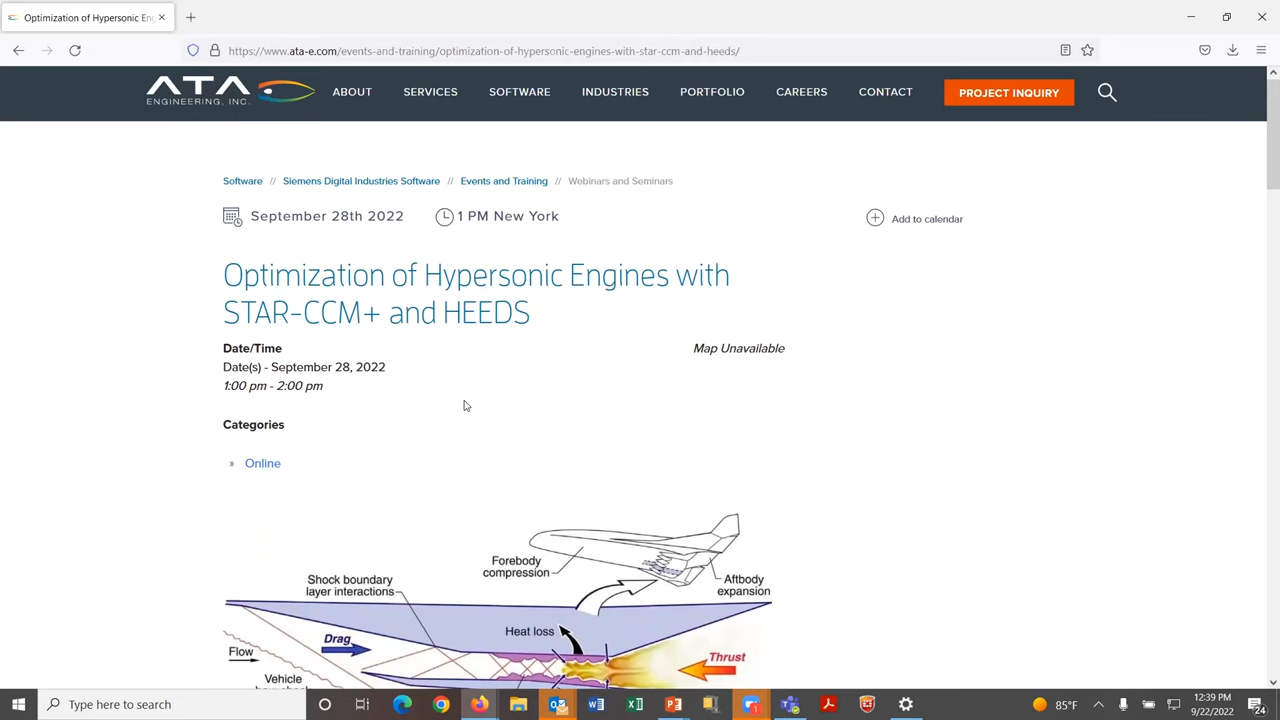 Optimization of Hypersonic Eng
https://www.ata-e.com/events-and-training/optimization-of-hypersonic-engines-with-star-ccm-and-heeds/
ATA
ENGINEERING, INC.
ABOUT
SERVICES
SOFTWARE
INDUSTRIES
PORTFOLIO
CAREERS
CONTACT
PROJECT INQUIRY
Software // Siemens Digital Industries Software // Events and Training // Webinars and Seminars
September 28th 2022
1 PM New York
Add to calendar
Optimization of Hypersonic Engines with
STAR-CCM+ and HEEDS
Date/Time
Map Unavailable
Date(s) - September 28, 2022
1:00 pm - 2:00 pm
Categories
» Online
Forebody
compression
Aftbody
expansion
Shock boundary
layer interactions
Heat loss
Drag
Flow
Thrust
Vehicle
Type here to search
85°F
12:39 PM
9/22/2022
24